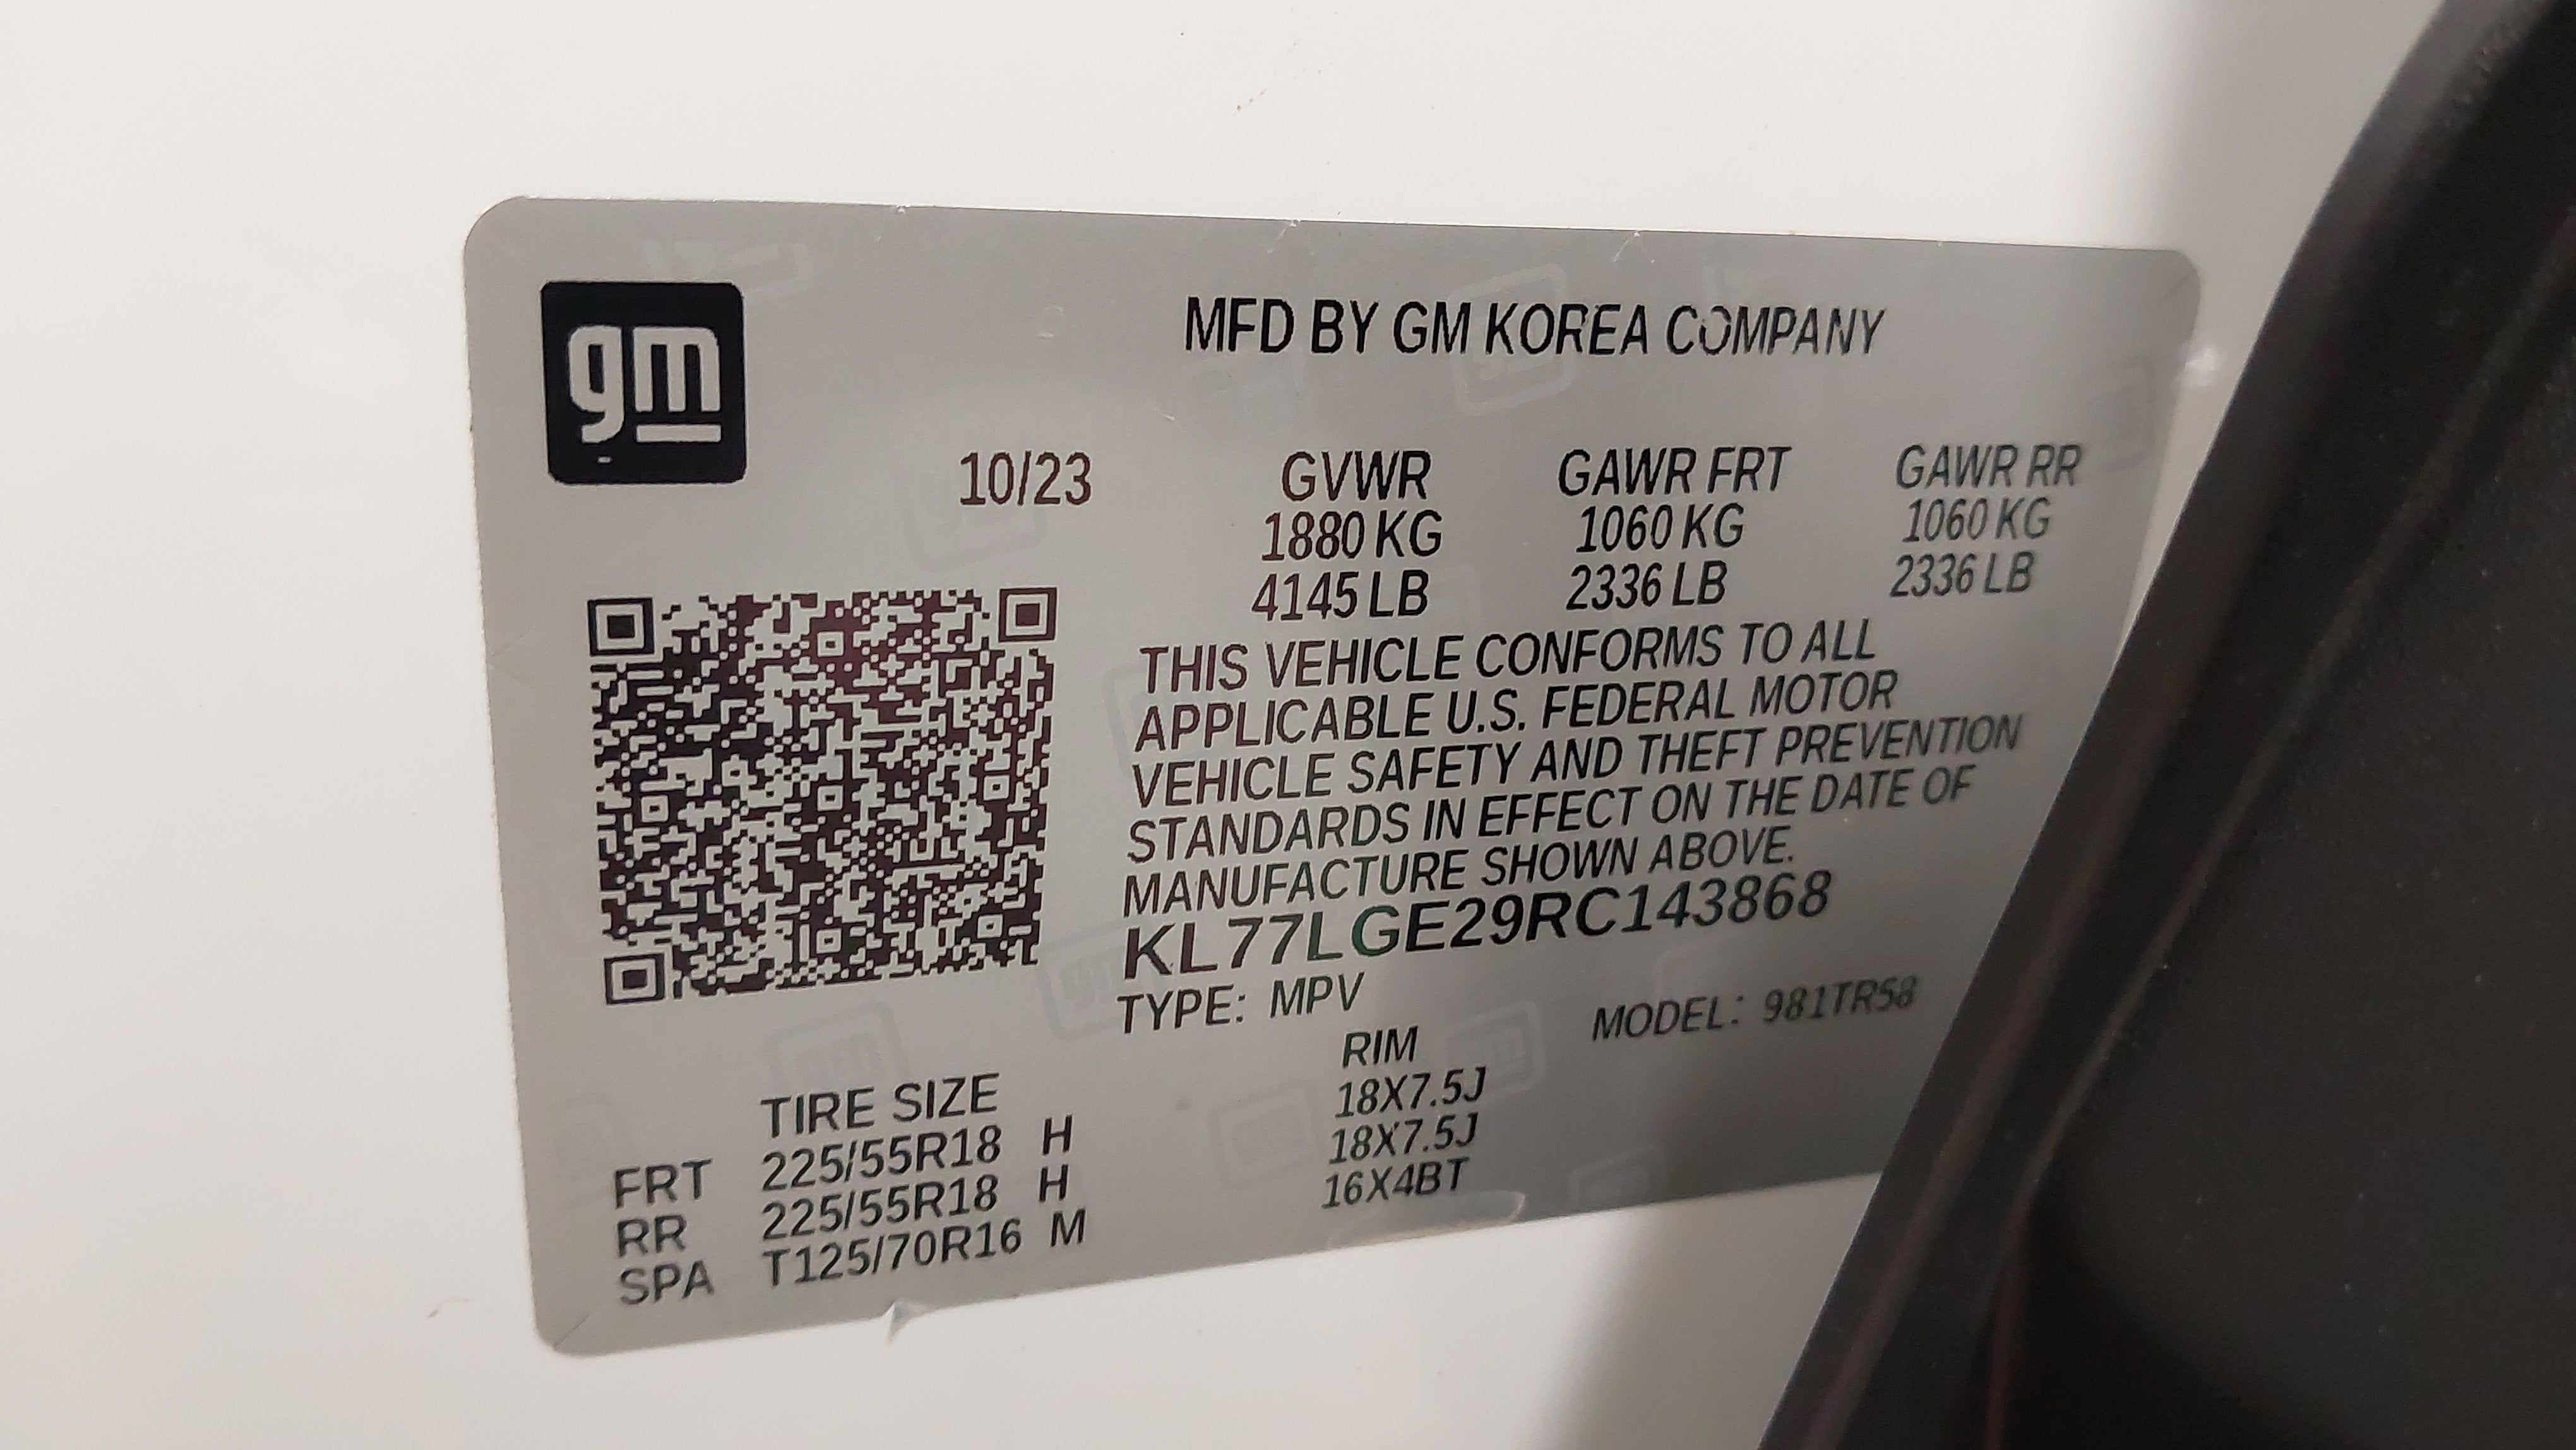 gm
MFD BY GM KOREA COMPANY
10/23 GVWR GAWR FRT GAWR RR
1880 KG 1060 KG 1060 KG
4145 LB 2336 LB 2336 LB
THIS VEHICLE CONFORMS TO ALL
APPLICABLE U.S. FEDERAL MOTOR
VEHICLE SAFETY AND THEFT PREVENTION
STANDARDS IN EFFECT ON THE DATE OF
MANUFACTURE SHOWN ABOVE.
KL77LGE29RC143868
TYPE: MPV MODEL: 981TR58
TIRE SIZE RIM
FRT 225/55R18 H 18X7.5J
RR 225/55R18 H 18X7.5J
SPA T125/70R16 M 16X4BT